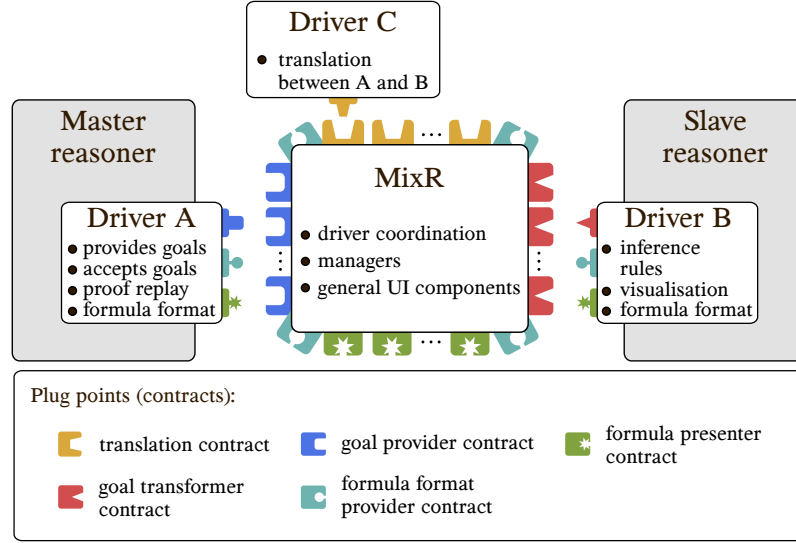 Driver C
• translation
between A and B
Master
reasoner
Slave
reasoner
...
MixR
Driver A
• provides goals
• accepts goals
• proof replay
• formula format
• driver coordination
• managers
• general UI components
Driver B
• inference
rules
• visualisation
• formula format
...
Plug points (contracts):
translation contract
goal provider contract
formula presenter
contract
goal transformer
contract
formula format
provider contract